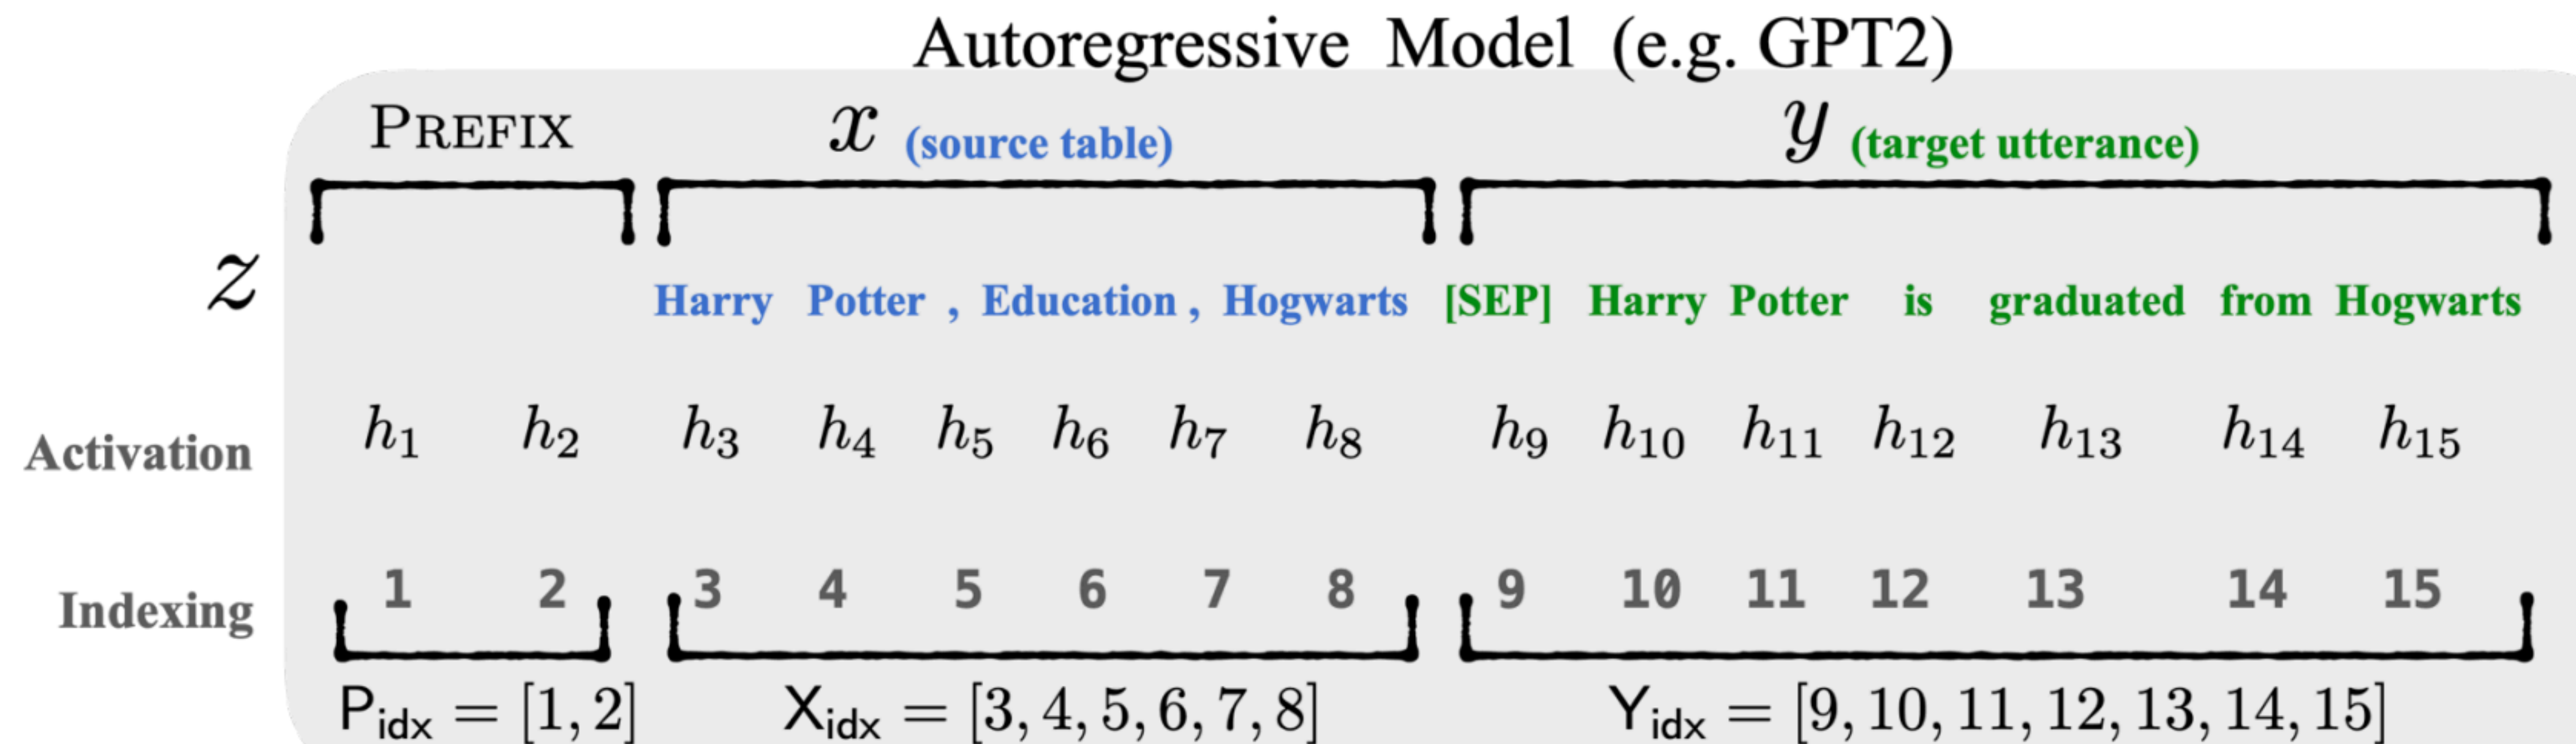 Autoregressive Model (e.g. GPT2)
PREFIX x (source table) y (target utterance)
z Harry Potter , Education , Hogwarts [SEP] Harry Potter is graduated from Hogwarts
Activation h₁ h₂ h₃ h₄ h₅ h₆ h₇ h₈ h₉ h₁₀ h₁₁ h₁₂ h₁₃ h₁₄ h₁₅
Indexing 1 2 3 4 5 6 7 8 9 10 11 12 13 14 15
P_idx = [1, 2] X_idx = [3, 4, 5, 6, 7, 8] Y_idx = [9, 10, 11, 12, 13, 14, 15]